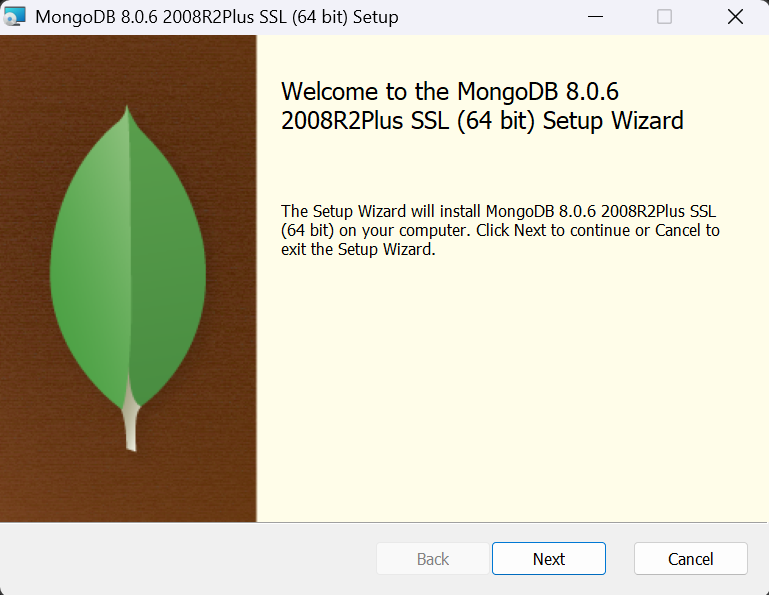 MongoDB 8.0.6 2008R2Plus SSL (64 bit) Setup
Welcome to the MongoDB 8.0.6
2008R2Plus SSL (64 bit) Setup Wizard
The Setup Wizard will install MongoDB 8.0.6 2008R2Plus SSL
(64 bit) on your computer. Click Next to continue or Cancel to
exit the Setup Wizard.
Back Next Cancel